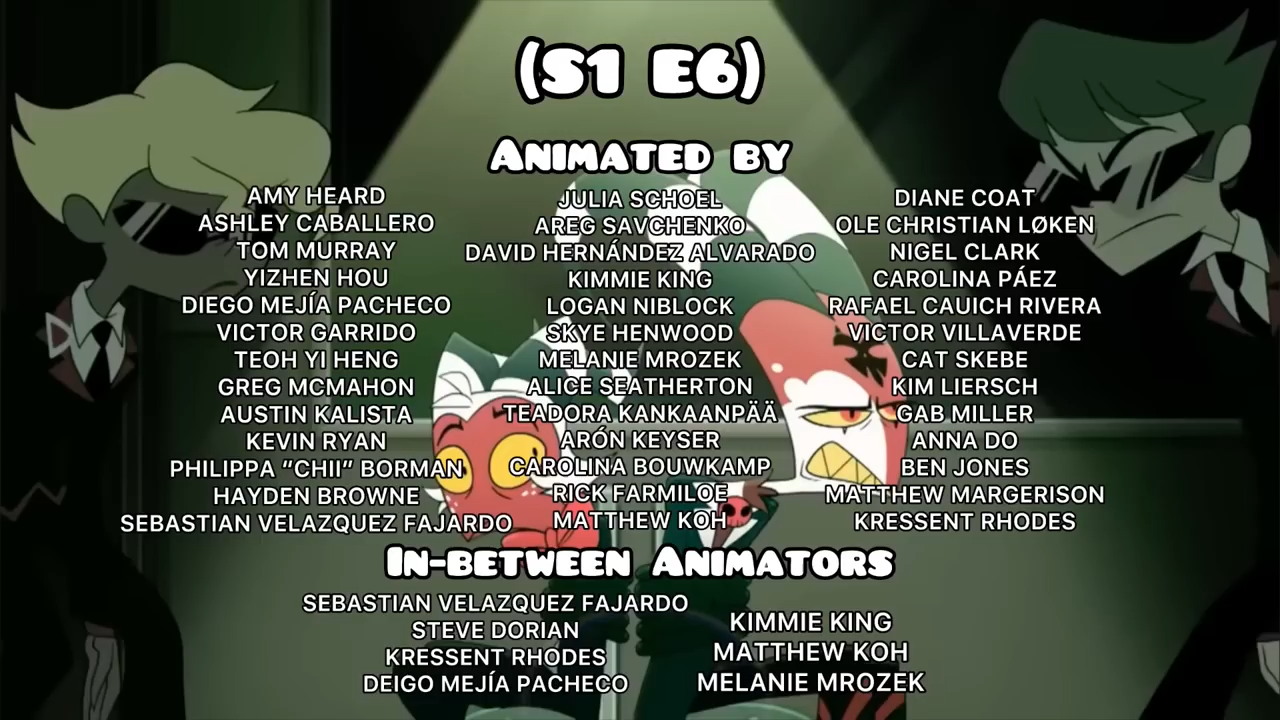 (S1 E6)
ANIMATED BY
AMY HEARD
ASHLEY CABALLERO
TOM MURRAY
YIZHEN HOU
DIEGO MEJÍA PACHECO
VICTOR GARRIDO
TEOH YI HENG
GREG MCMAHON
AUSTIN KALISTA
KEVIN RYAN
PHILIPPA “CHII” BORMAN
HAYDEN BROWNE
SEBASTIAN VELAZQUEZ FAJARDO
JULIA SCHOEL
AREG SAVCHENKO
DAVID HERNÁNDEZ ALVARADO
KIMMIE KING
LOGAN NIBLOCK
SKYE HENWOOD
MELANIE MROZEK
ALICE SEATHERTON
TEADORA KANKAANPÄÄ
ARÓN KEYSER
CAROLINA BOUWKAMP
RICK FARMILOE
MATTHEW KOH
DIANE COAT
OLE CHRISTIAN LØKEN
NIGEL CLARK
CAROLINA PÁEZ
RAFAEL CAUICH RIVERA
VICTOR VILLAVERDE
CAT SKEBE
KIM LIERSCH
GAB MILLER
ANNA DO
BEN JONES
MATTHEW MARGERISON
KRESSENT RHODES
IN-BETWEEN ANIMATORS
SEBASTIAN VELAZQUEZ FAJARDO
STEVE DORIAN
KRESSENT RHODES
DEIGO MEJÍA PACHECO
KIMMIE KING
MATTHEW KOH
MELANIE MROZEK